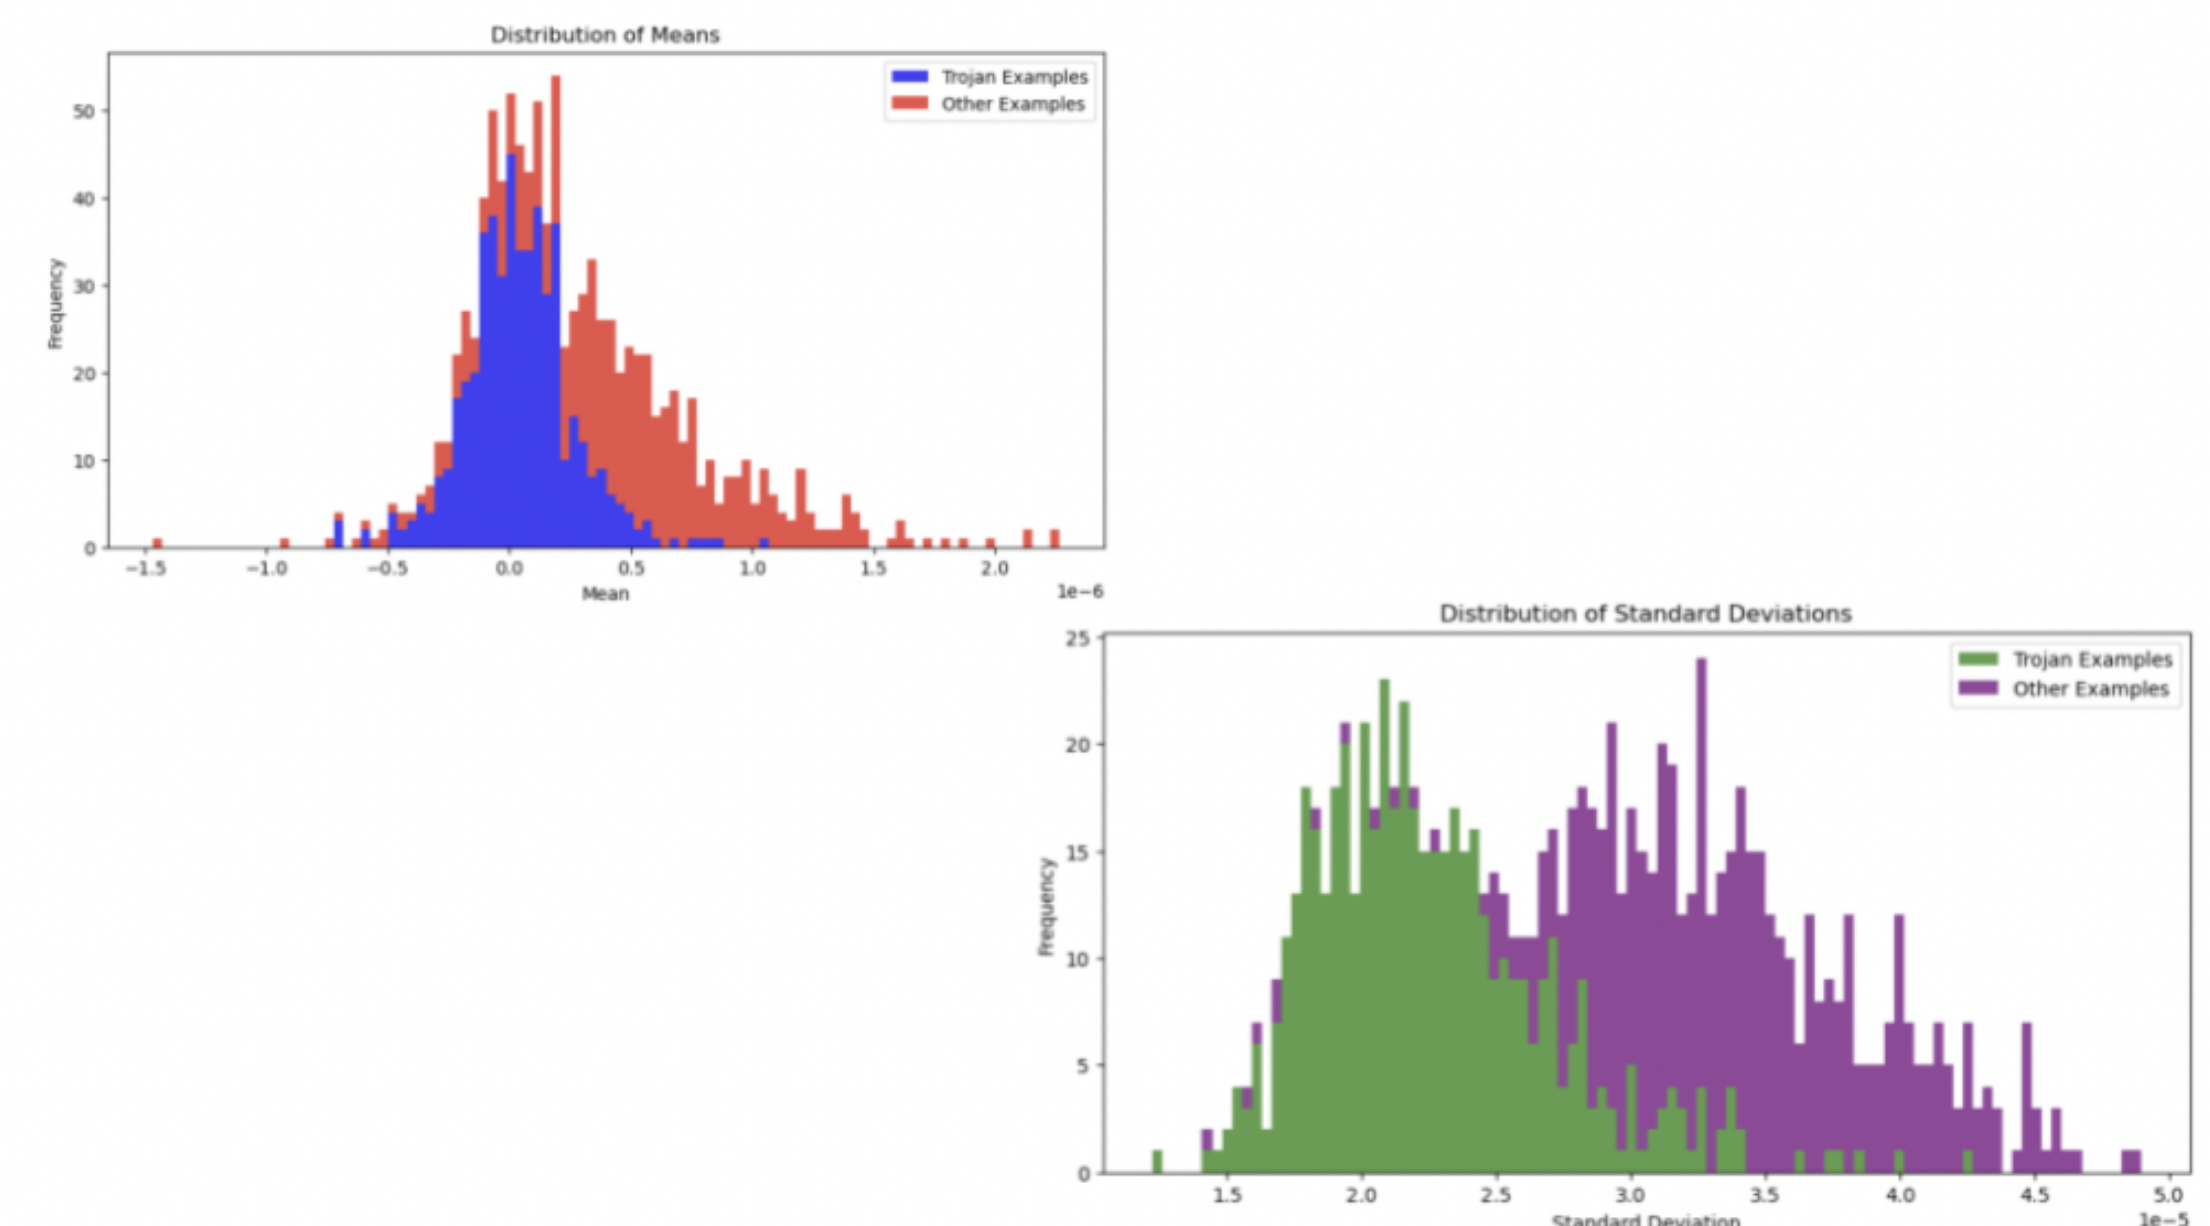 Distribution of Means
Trojan Examples
Other Examples
50
40
30
20
10
0
Frequency
−1.5 −1.0 −0.5 0.0 0.5 1.0 1.5 2.0
1e−6
Mean
Distribution of Standard Deviations
Trojan Examples
Other Examples
25
20
15
10
5
0
Frequency
1.5 2.0 2.5 3.0 3.5 4.0 4.5 5.0
1e−5
Standard Deviation